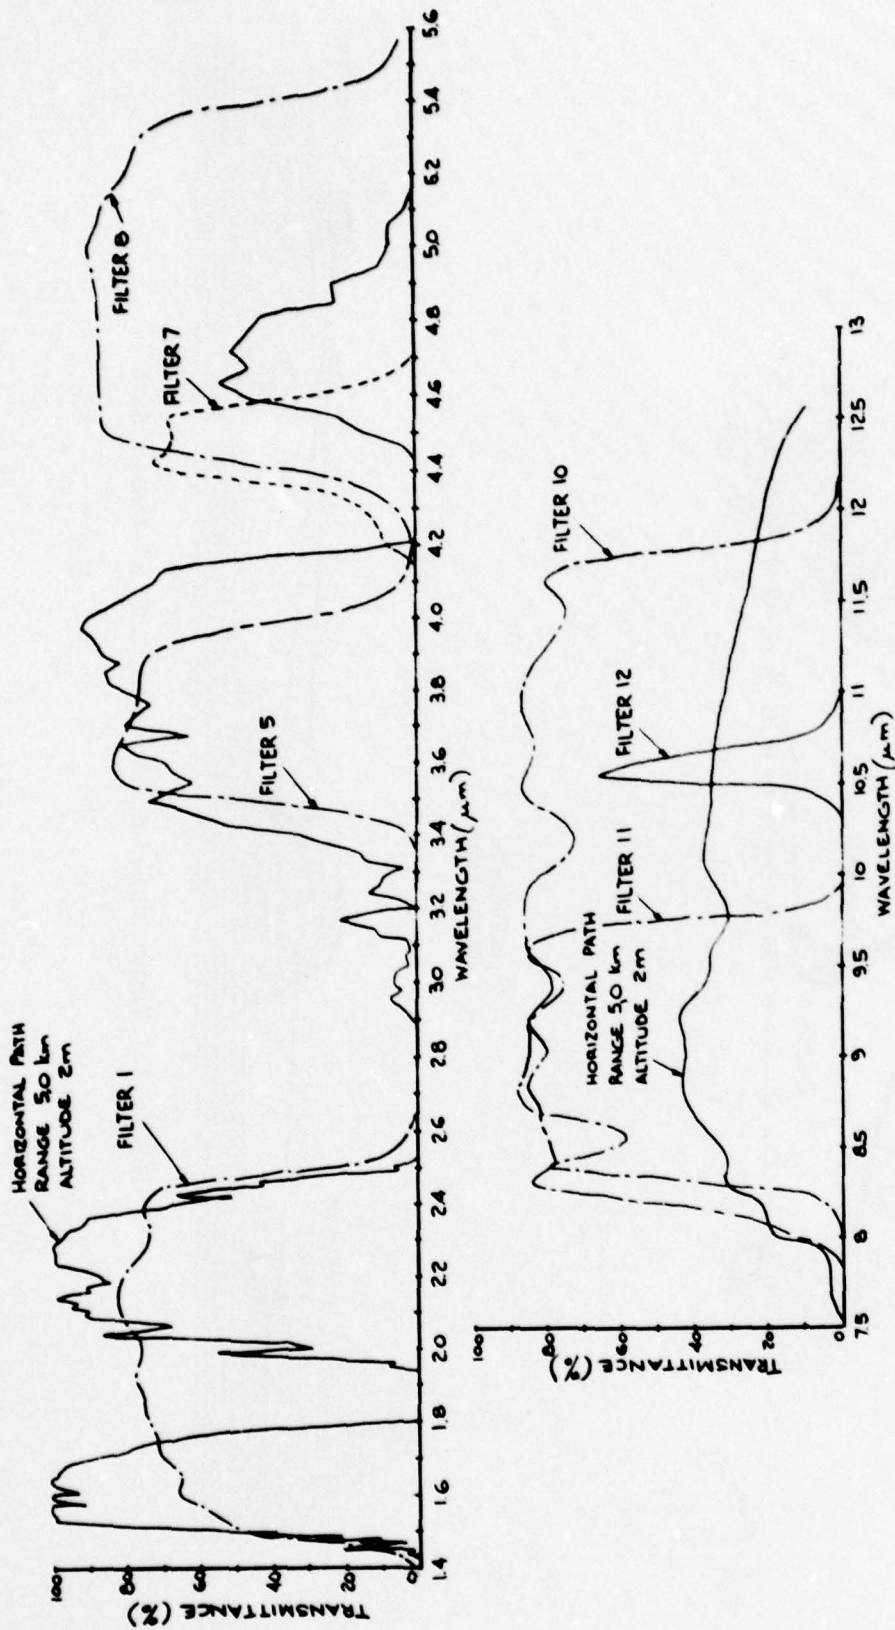 HORIZONTAL PATH
RANGE 5,0 km
ALTITUDE 2m
FILTER 1
FILTER 5
FILTER 7
FILTER 8
TRANSMITTANCE (%)
100
80
60
40
20
0
1.4
1.6
1.8
2.0
2.2
2.4
2.6
2.8
3.0
3.2
3.4
3.6
3.8
4.0
4.2
4.4
4.6
4.8
5.0
6.2
5.4
5.6
WAVELENGTH (μm)
HORIZONTAL PATH
RANGE 5,0 km
ALTITUDE 2m
FILTER 11
FILTER 12
FILTER 10
TRANSMITTANCE (%)
100
80
60
40
20
0
7.5
8
8.5
9
9.5
10
10.5
11
11.5
12
12.5
13
WAVELENGTH (μm)